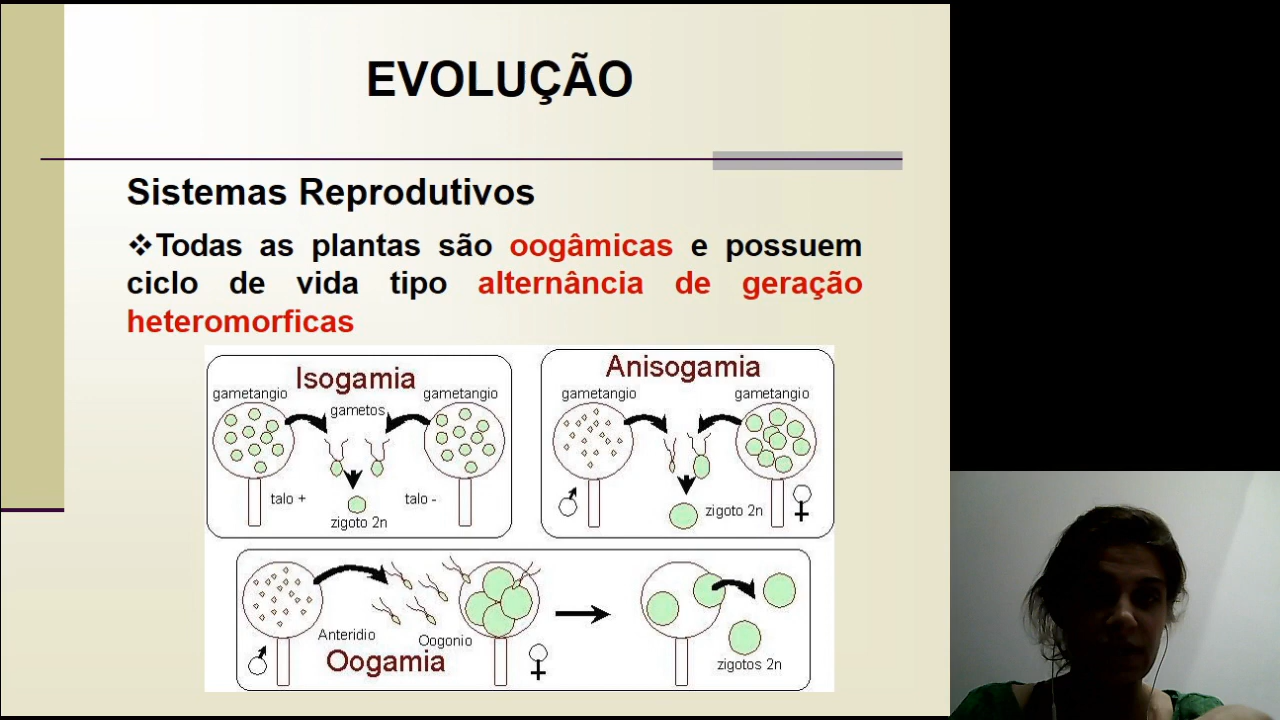 EVOLUÇÃO
Sistemas Reprodutivos
❖Todas as plantas são oogâmicas e possuem
ciclo de vida tipo alternância de geração
heteromorficas
Isogamia
gametangio
gametangio
gametos
talo +
talo -
zigoto 2n
Anisogamia
gametangio
gametangio
zigoto 2n
Anteridio
Oogonio
Oogamia
zigotos 2n